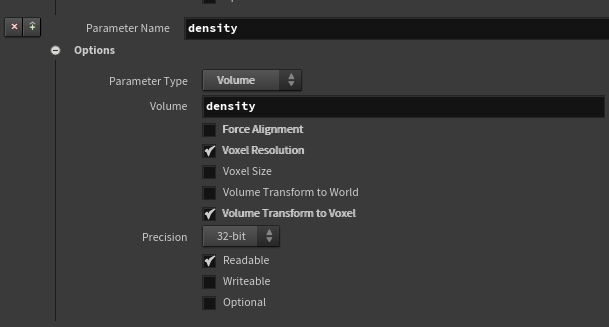 Parameter Name density
Options
Parameter Type Volume
Volume density
Force Alignment
Voxel Resolution
Voxel Size
Volume Transform to World
Volume Transform to Voxel
Precision 32-bit
Readable
Writeable
Optional